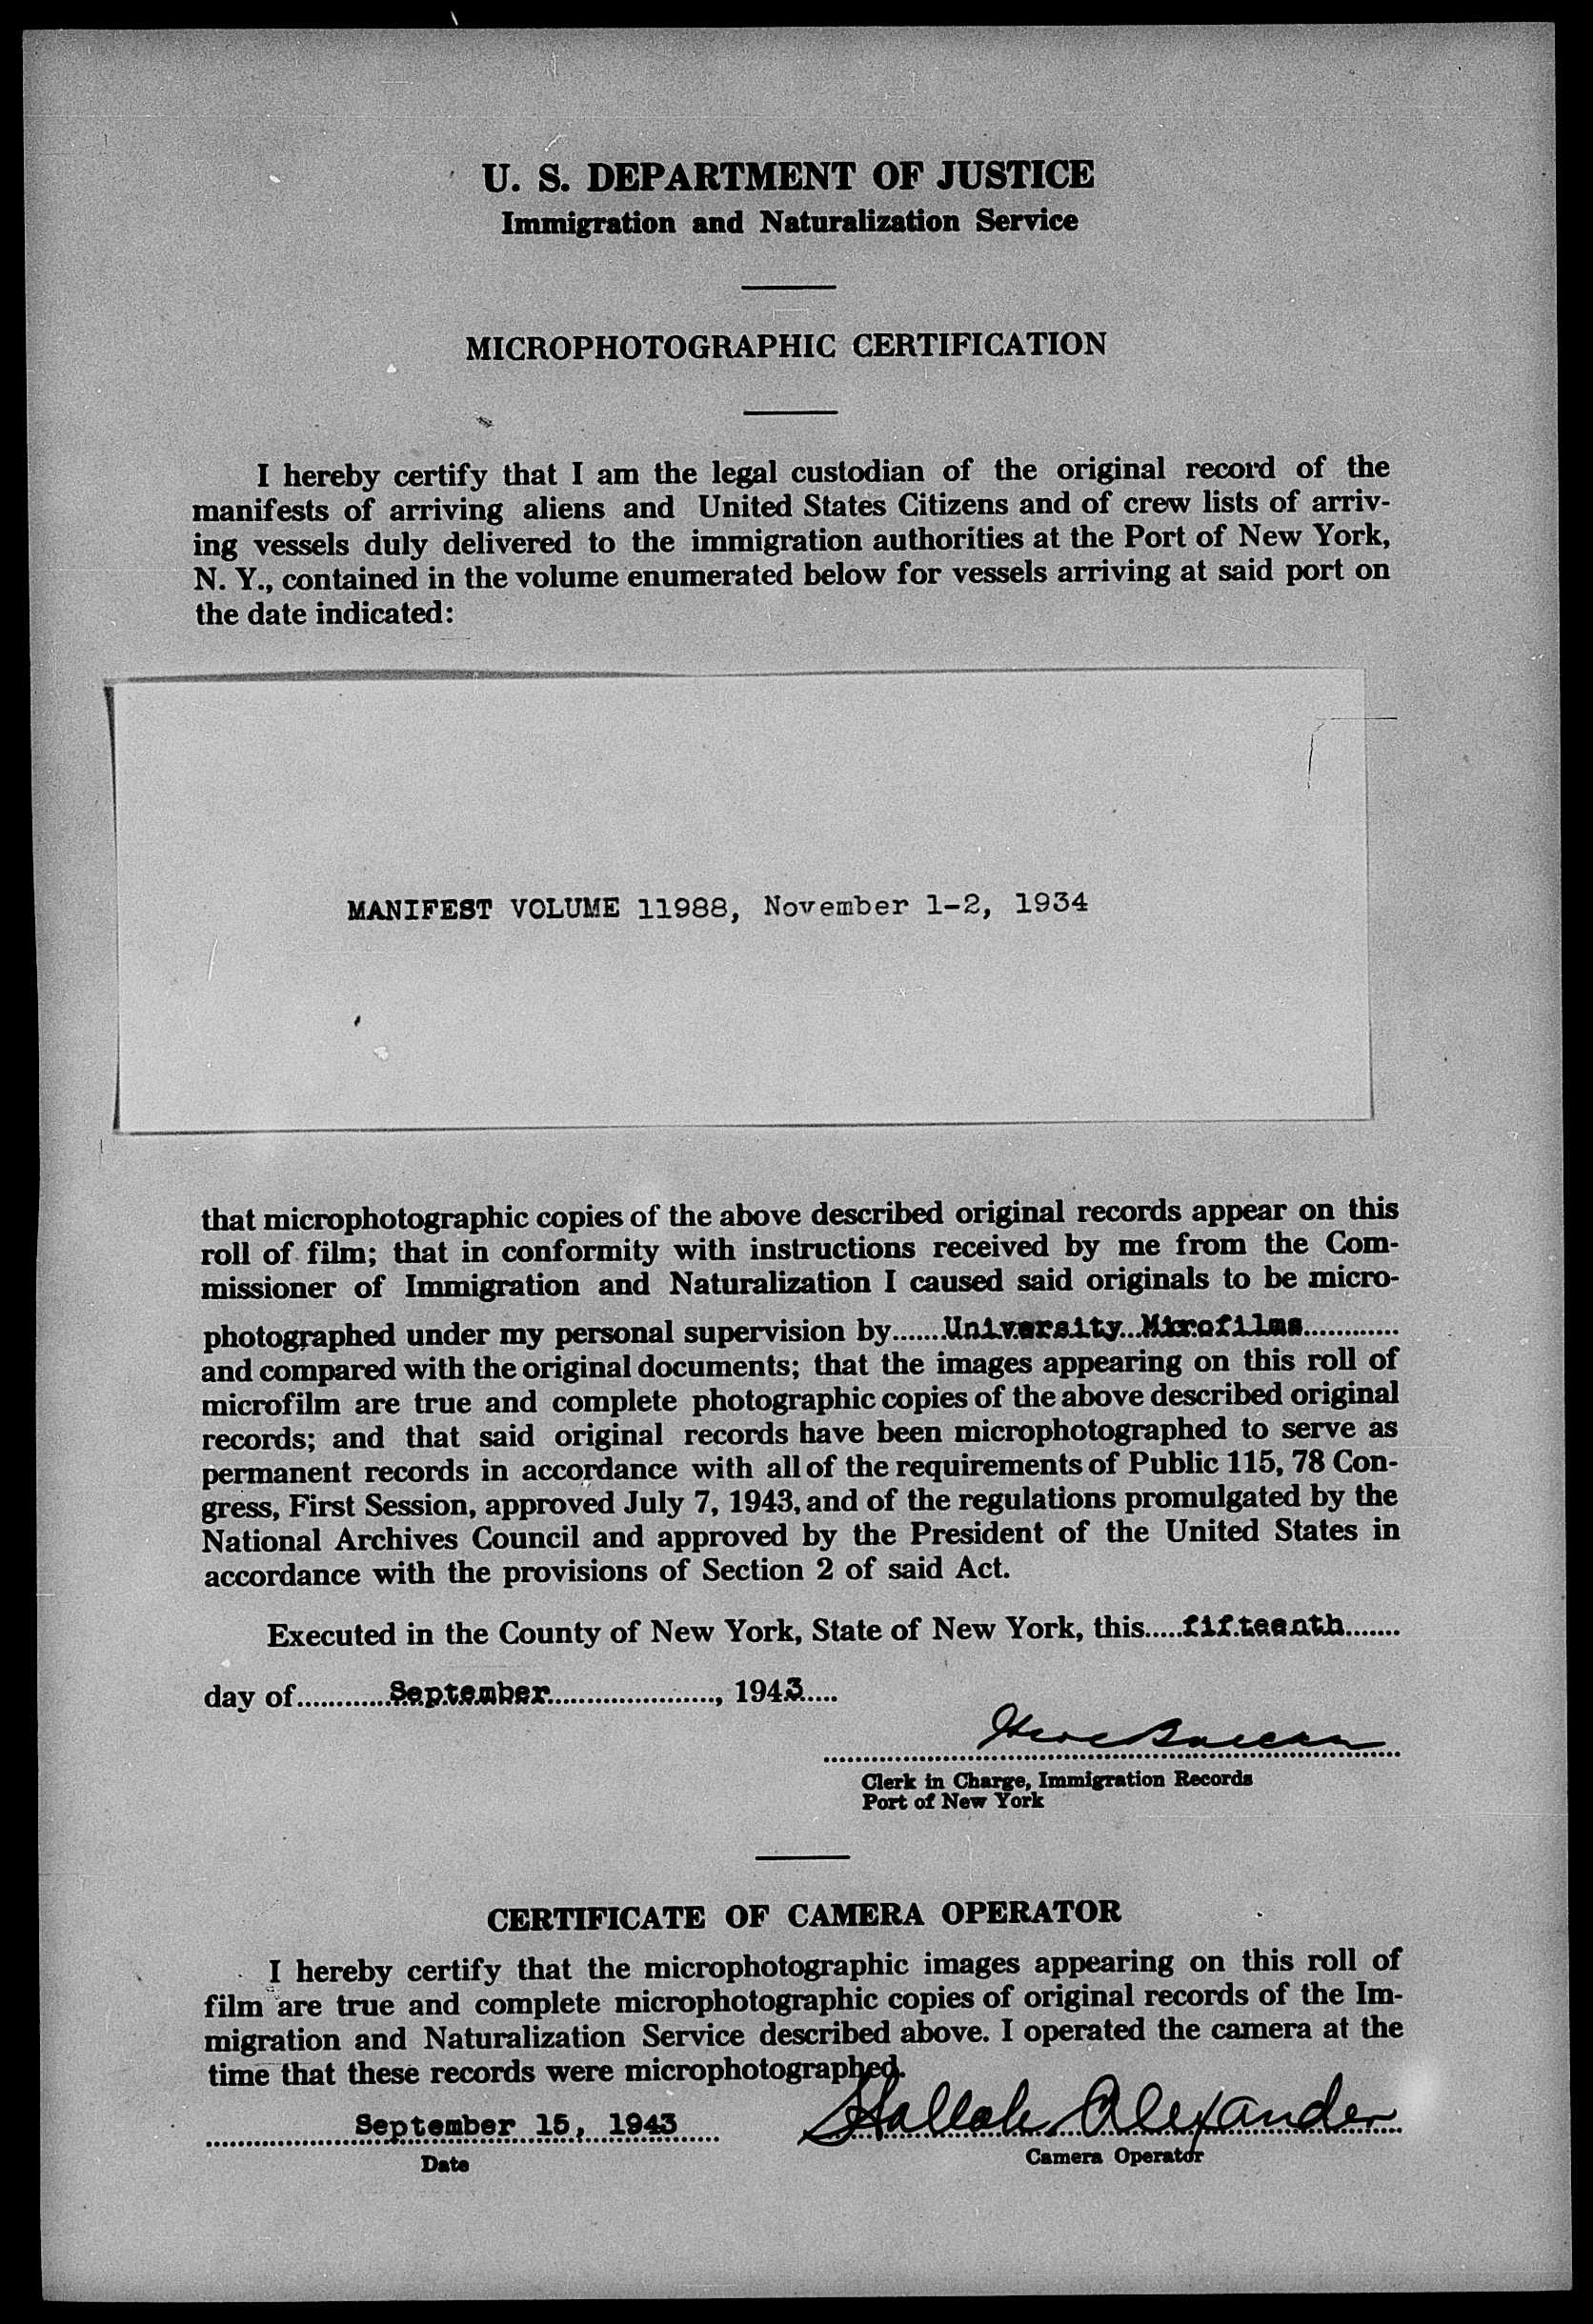 U. S. DEPARTMENT OF JUSTICE
Immigration and Naturalization Service
MICROPHOTOGRAPHIC CERTIFICATION
I hereby certify that I am the legal custodian of the original record of the
manifests of arriving aliens and United States Citizens and of crew lists of arriv-
ing vessels duly delivered to the immigration authorities at the Port of New York,
N. Y., contained in the volume enumerated below for vessels arriving at said port on
the date indicated:
MANIFEST VOLUME 11988, November 1-2, 1934
that microphotographic copies of the above described original records appear on this
roll of film; that in conformity with instructions received by me from the Com-
missioner of Immigration and Naturalization I caused said originals to be micro-
photographed under my personal supervision by.......University Microfilms.............
and compared with the original documents; that the images appearing on this roll of
microfilm are true and complete photographic copies of the above described original
records; and that said original records have been microphotographed to serve as
permanent records in accordance with all of the requirements of Public 115, 78 Con-
gress, First Session, approved July 7, 1943, and of the regulations promulgated by the
National Archives Council and approved by the President of the United States in
accordance with the provisions of Section 2 of said Act.
Executed in the County of New York, State of New York, this.....fifteenth.......
day of............September....................., 1943.....
Clerk in Charge, Immigration Records
Port of New York
CERTIFICATE OF CAMERA OPERATOR
I hereby certify that the microphotographic images appearing on this roll of
film are true and complete microphotographic copies of original records of the Im-
migration and Naturalization Service described above. I operated the camera at the
time that these records were microphotographed.
September 15, 1943 Alexander
Date Camera Operator